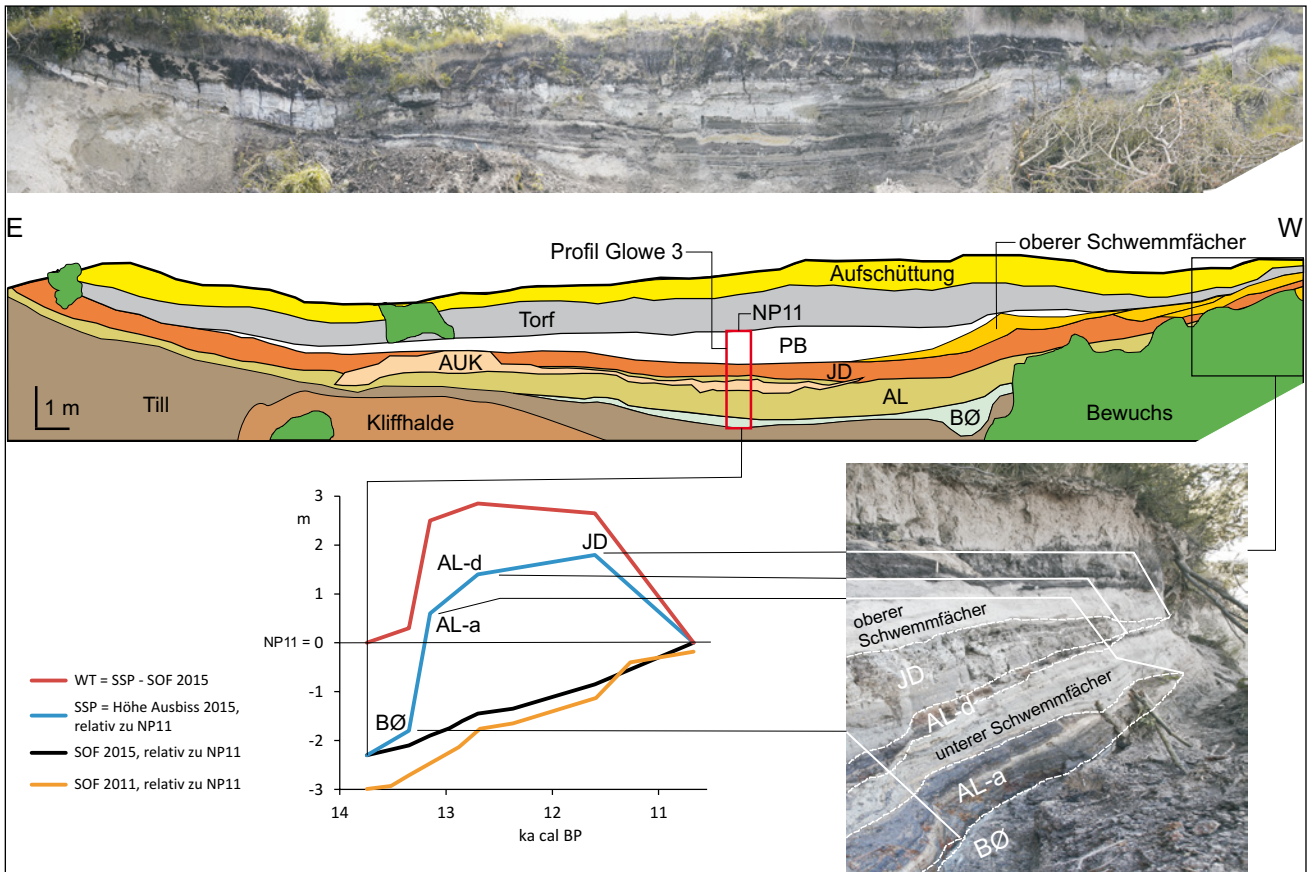 E
W
Profil Glowe 3
oberer Schwemmfächer
Aufschüttung
NP11
Torf
PB
AUK
JD
AL
BØ
1 m
Till
Kliffhalde
Bewuchs
3
m
2
1
NP11 = 0
-1
-2
-3
14
13
12
11
ka cal BP
JD
AL-d
AL-a
BØ
WT = SSP - SOF 2015
SSP = Höhe Ausbiss 2015,
relativ zu NP11
SOF 2015, relativ zu NP11
SOF 2011, relativ zu NP11
oberer
Schwemmfächer
JD
AL-d
unterer Schwemmfächer
AL-a
BØ